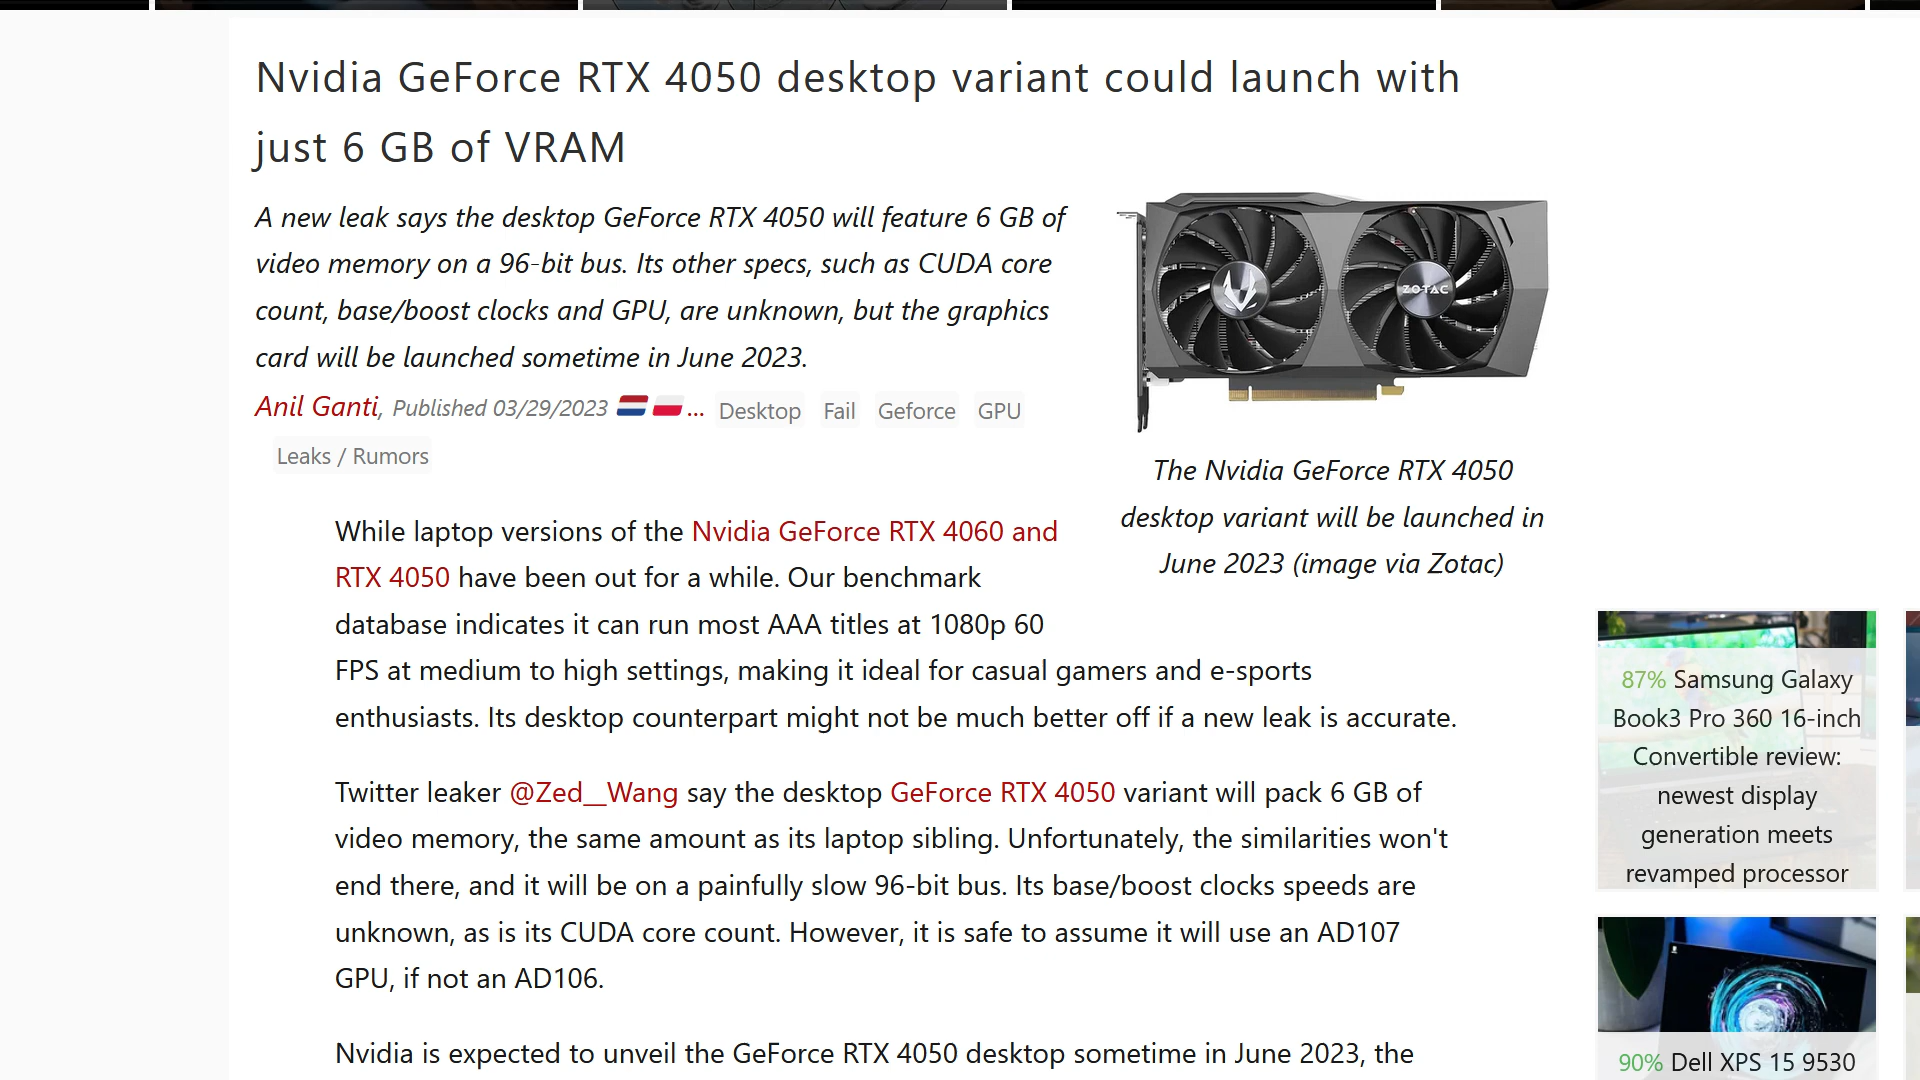 Nvidia GeForce RTX 4050 desktop variant could launch with
just 6 GB of VRAM
A new leak says the desktop GeForce RTX 4050 will feature 6 GB of
video memory on a 96-bit bus. Its other specs, such as CUDA core
count, base/boost clocks and GPU, are unknown, but the graphics
card will be launched sometime in June 2023.
Anil Ganti, Published 03/29/2023 ... Desktop Fail Geforce GPU
Leaks / Rumors
ZOTAC
The Nvidia GeForce RTX 4050
desktop variant will be launched in
June 2023 (image via Zotac)
While laptop versions of the Nvidia GeForce RTX 4060 and
RTX 4050 have been out for a while. Our benchmark
database indicates it can run most AAA titles at 1080p 60
FPS at medium to high settings, making it ideal for casual gamers and e-sports
enthusiasts. Its desktop counterpart might not be much better off if a new leak is accurate.
Twitter leaker @Zed__Wang say the desktop GeForce RTX 4050 variant will pack 6 GB of
video memory, the same amount as its laptop sibling. Unfortunately, the similarities won't
end there, and it will be on a painfully slow 96-bit bus. Its base/boost clocks speeds are
unknown, as is its CUDA core count. However, it is safe to assume it will use an AD107
GPU, if not an AD106.
Nvidia is expected to unveil the GeForce RTX 4050 desktop sometime in June 2023, the
87% Samsung Galaxy
Book3 Pro 360 16-inch
Convertible review:
newest display
generation meets
revamped processor
90% Dell XPS 15 9530